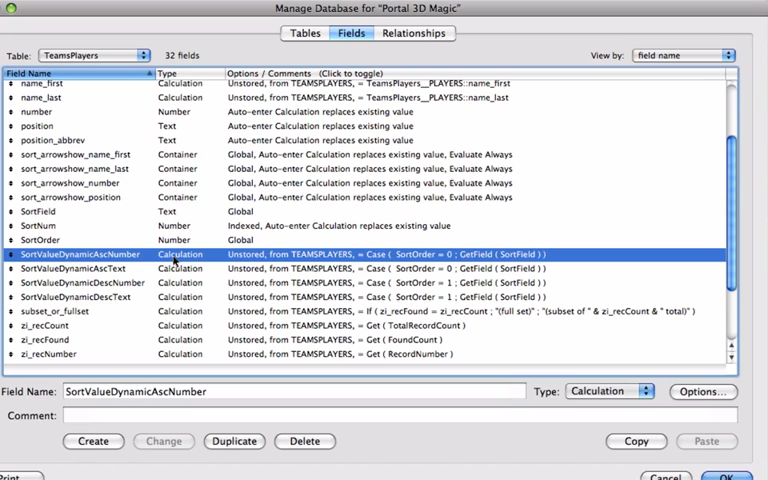 Manage Database for "Portal 3D Magic"
Tables Fields Relationships
Table: TeamsPlayers 32 fields View by: field name
Field Name Type Options / Comments (Click to toggle)
name_first Calculation Unstored, from TEAMSPLAYERS, = TeamsPlayers__PLAYERS::name_first
name_last Calculation Unstored, from TEAMSPLAYERS, = TeamsPlayers__PLAYERS::name_last
number Number Auto-enter Calculation replaces existing value
position Text Auto-enter Calculation replaces existing value
position_abbrev Text Auto-enter Calculation replaces existing value
sort_arrowshow_name_first Container Global, Auto-enter Calculation replaces existing value, Evaluate Always
sort_arrowshow_name_last Container Global, Auto-enter Calculation replaces existing value, Evaluate Always
sort_arrowshow_number Container Global, Auto-enter Calculation replaces existing value, Evaluate Always
sort_arrowshow_position Container Global, Auto-enter Calculation replaces existing value, Evaluate Always
SortField Text Global
SortNum Number Indexed, Auto-enter Calculation replaces existing value
SortOrder Number Global
SortValueDynamicAscNumber Calculation Unstored, from TEAMSPLAYERS, = Case ( SortOrder = 0 ; GetField ( SortField ) )
SortValueDynamicAscText Calculation Unstored, from TEAMSPLAYERS, = Case ( SortOrder = 0 ; GetField ( SortField ) )
SortValueDynamicDescNumber Calculation Unstored, from TEAMSPLAYERS, = Case ( SortOrder = 1 ; GetField ( SortField ) )
SortValueDynamicDescText Calculation Unstored, from TEAMSPLAYERS, = Case ( SortOrder = 1 ; GetField ( SortField ) )
subset_or_fullset Calculation Unstored, from TEAMSPLAYERS, = If ( zi_recFound = zi_recCount ; "(full set)" ; "(subset of " & zi_recCount & " total)" )
zi_recCount Calculation Unstored, from TEAMSPLAYERS, = Get ( TotalRecordCount )
zi_recFound Calculation Unstored, from TEAMSPLAYERS, = Get ( FoundCount )
zi_recNumber Calculation Unstored, from TEAMSPLAYERS, = Get ( RecordNumber )
Field Name: SortValueDynamicAscNumber Type: Calculation Options...
Comment:
Create Change Duplicate Delete Copy Paste
Print... Cancel OK